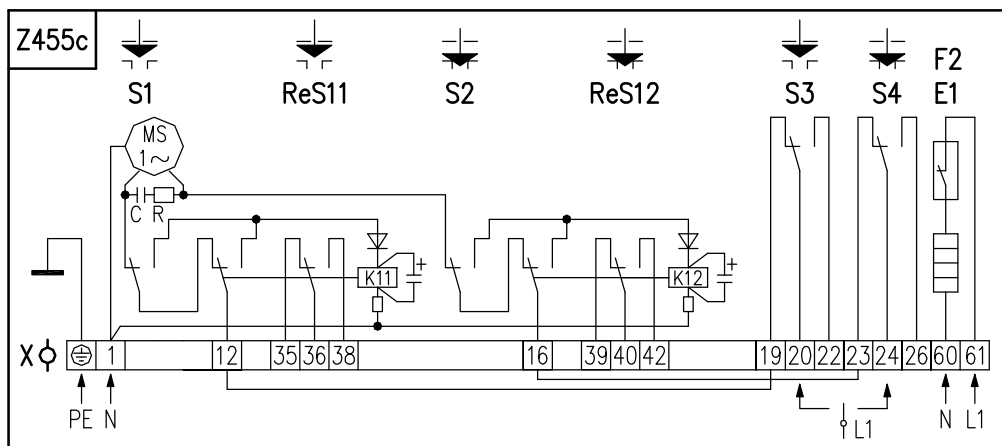 Z455c
F2
S1 ReS11 S2 ReS12 S3 S4 E1
MS
1~
C R
K11 + K12 +
X 1 12 35 36 38 16 39 40 42 19 20 22 23 24 26 60 61
PE N L1 N L1